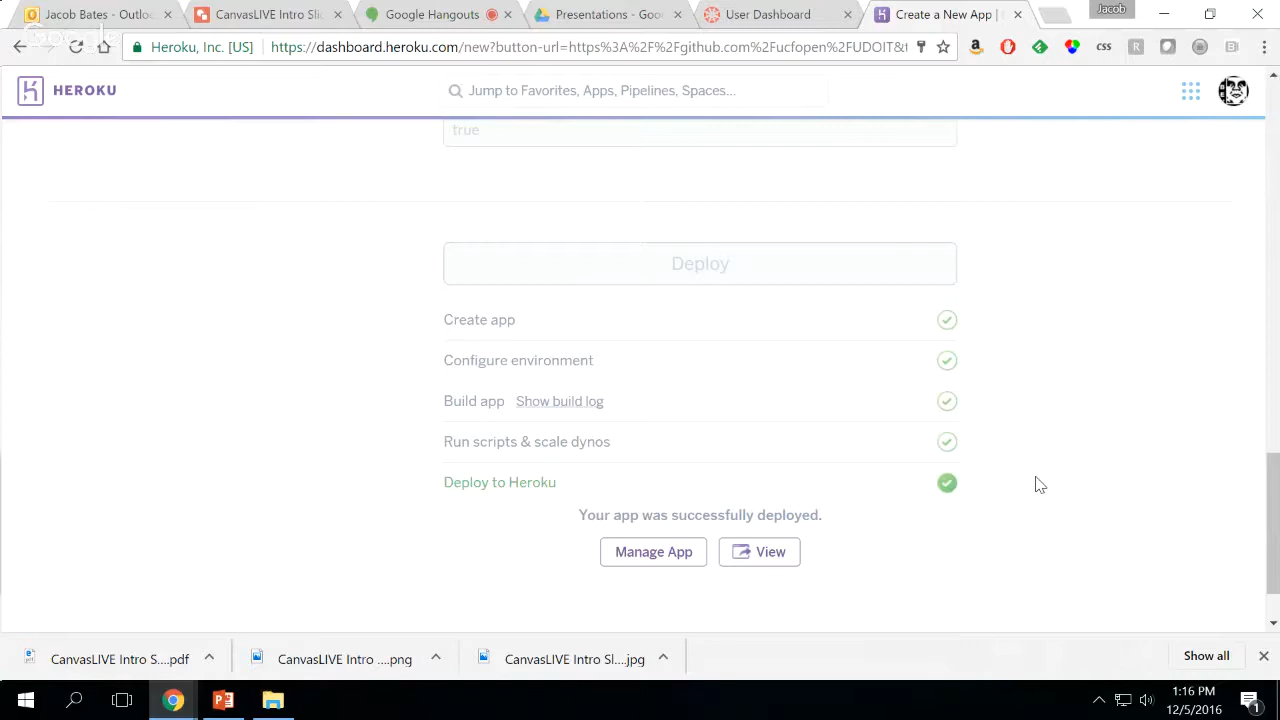 Jacob Bates - Outloo
CanvasLIVE Intro Slid
Google Hangouts
Presentations - Goo
User Dashboard
Create a New App |
Jacob
Heroku, Inc. [US]
https://dashboard.heroku.com/new?button-url=https%3A%2F%2Fgithub.com%2Fucfopen%2FUDOIT&t
CSS
HEROKU
Jump to Favorites, Apps, Pipelines, Spaces...
true
Deploy
Create app
Configure environment
Build app Show build log
Run scripts & scale dynos
Deploy to Heroku
Your app was successfully deployed.
Manage App
View
CanvasLIVE Intro S....pdf
CanvasLIVE Intro ....png
CanvasLIVE Intro Sl....jpg
Show all
1:16 PM
12/5/2016
1